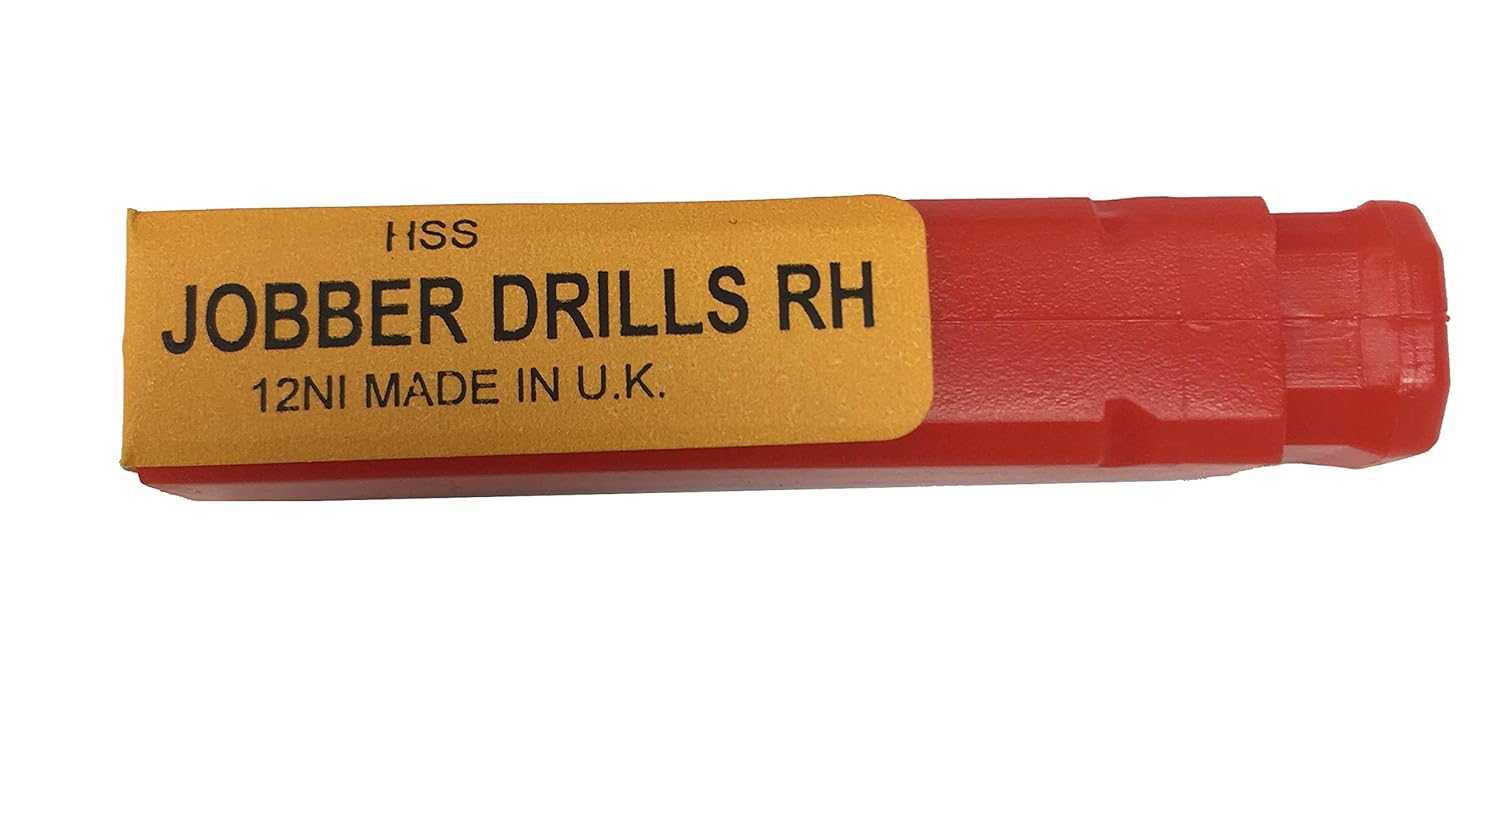 HSS
JOBBER DRILLS RH
12NI MADE IN U.K.